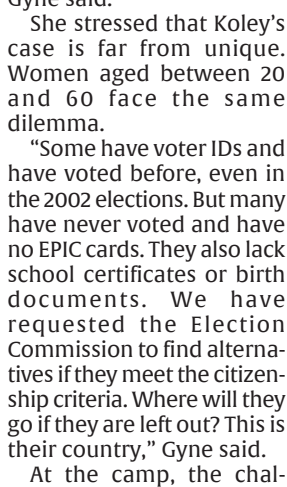 Gyne said.
She stressed that Koley's
case is far from unique.
Women aged between 20
and 60 face the same
dilemma.
“Some have voter IDs and
have voted before, even in
the 2002 elections. But many
have never voted and have
no EPIC cards. They also lack
school certificates or birth
documents. We have
requested the Election
Commission to find alterna-
tives if they meet the citizen-
ship criteria. Where will they
go if they are left out? This is
their country,” Gyne said.
At the camp, the chal-